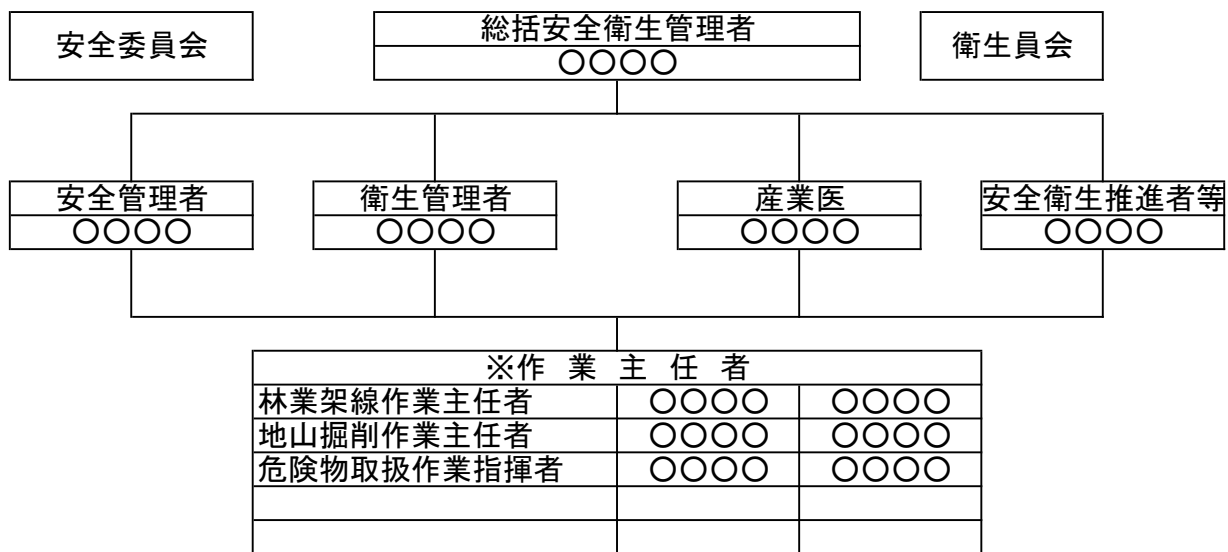 安全委員会
総括安全衛生管理者
〇〇〇〇
衛生員会
安全管理者
〇〇〇〇
衛生管理者
〇〇〇〇
産業医
〇〇〇〇
安全衛生推進者等
〇〇〇〇
※作 業 主 任 者
林業架線作業主任者 〇〇〇〇 〇〇〇〇
地山掘削作業主任者 〇〇〇〇 〇〇〇〇
危険物取扱作業指揮者 〇〇〇〇 〇〇〇〇